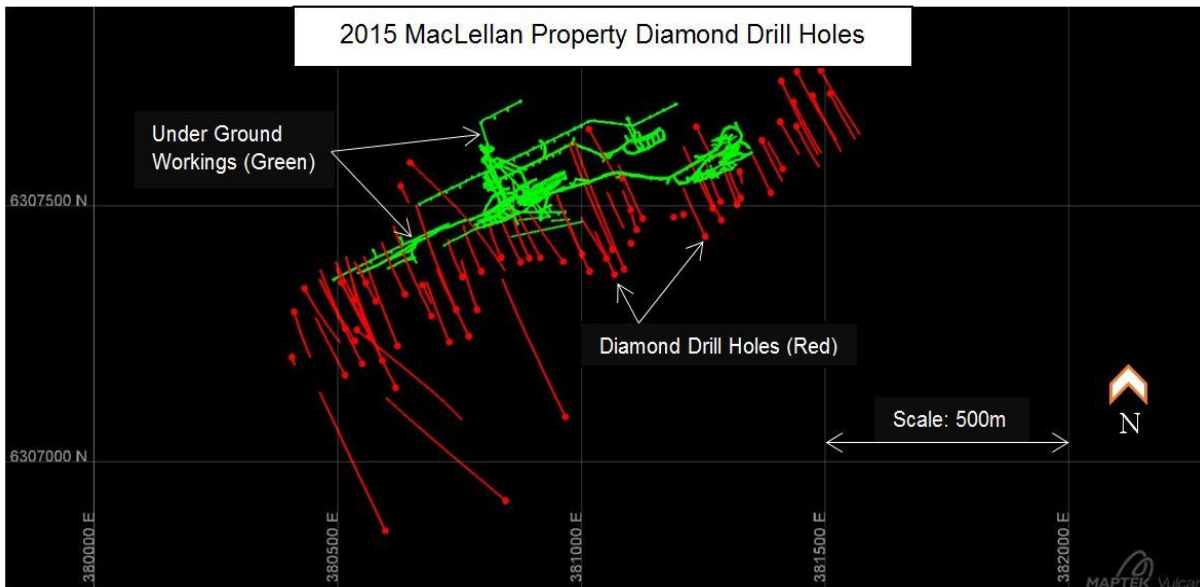 2015 MacLellan Property Diamond Drill Holes
Under Ground
Workings (Green)
6307500 N
Diamond Drill Holes (Red)
N
Scale: 500m
6307000 N
380000 E
380500 E
381000 E
381500 E
382000 E
MAPTEK Vulcan